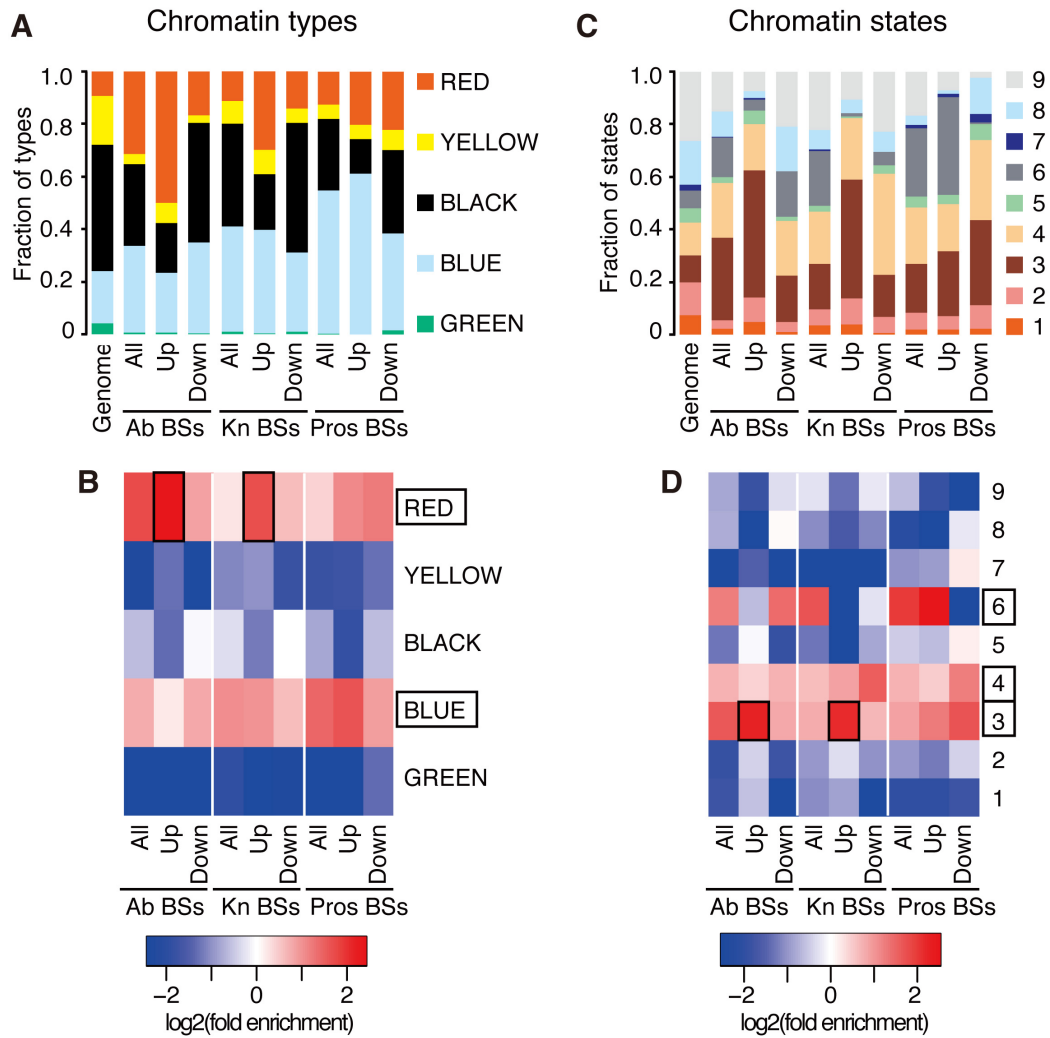 A
Chromatin types
Fraction of types
1.0
0.8
0.6
0.4
0.2
0
RED
YELLOW
BLACK
BLUE
GREEN
Genome
All
Up
Down
All
Up
Down
All
Up
Down
Ab BSs
Kn BSs
Pros BSs
C
Chromatin states
Fraction of states
1.0
0.8
0.6
0.4
0.2
0
9
8
7
6
5
4
3
2
1
Genome
All
Up
Down
All
Up
Down
All
Up
Down
Ab BSs
Kn BSs
Pros BSs
B
RED
YELLOW
BLACK
BLUE
GREEN
All
Up
Down
All
Up
Down
All
Up
Down
Ab BSs
Kn BSs
Pros BSs
−2
0
2
log2(fold enrichment)
D
9
8
7
6
5
4
3
2
1
All
Up
Down
All
Up
Down
All
Up
Down
Ab BSs
Kn BSs
Pros BSs
−2
0
2
log2(fold enrichment)